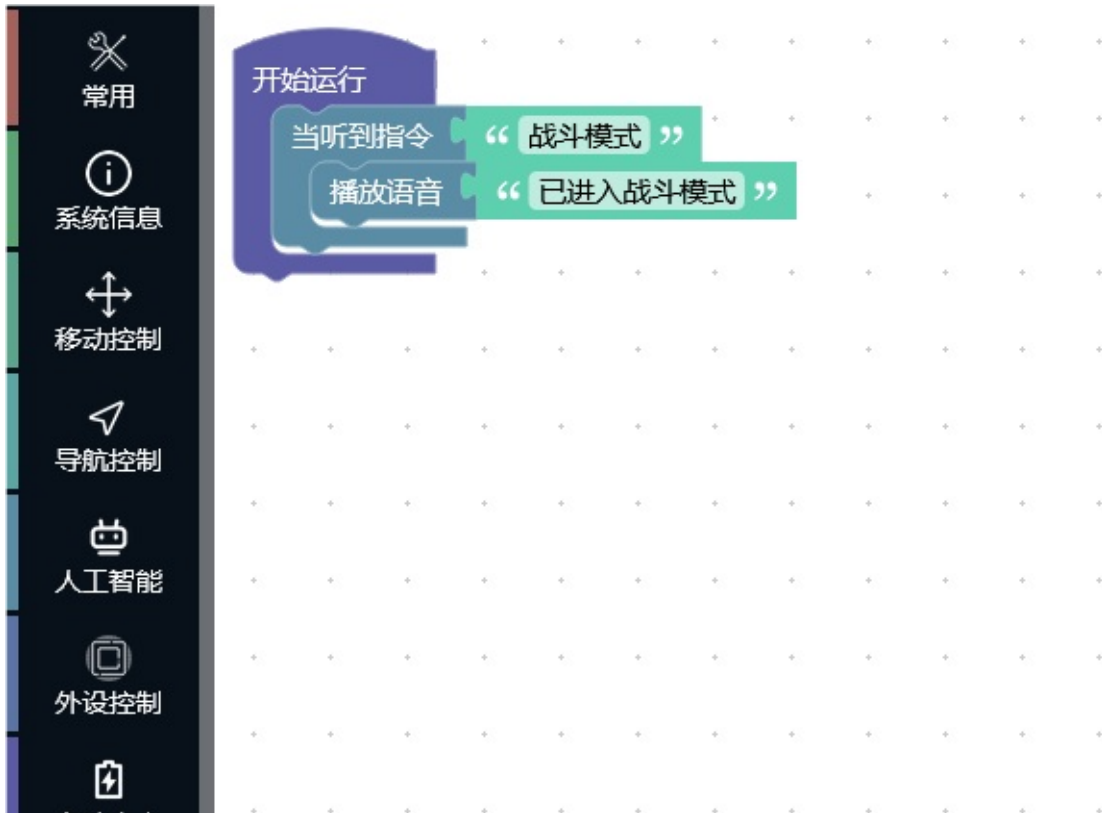 常用
系统信息
移动控制
导航控制
人工智能
外设控制
开始运行
当听到指令 “ 战斗模式 ”
播放语音 “ 已进入战斗模式 ”